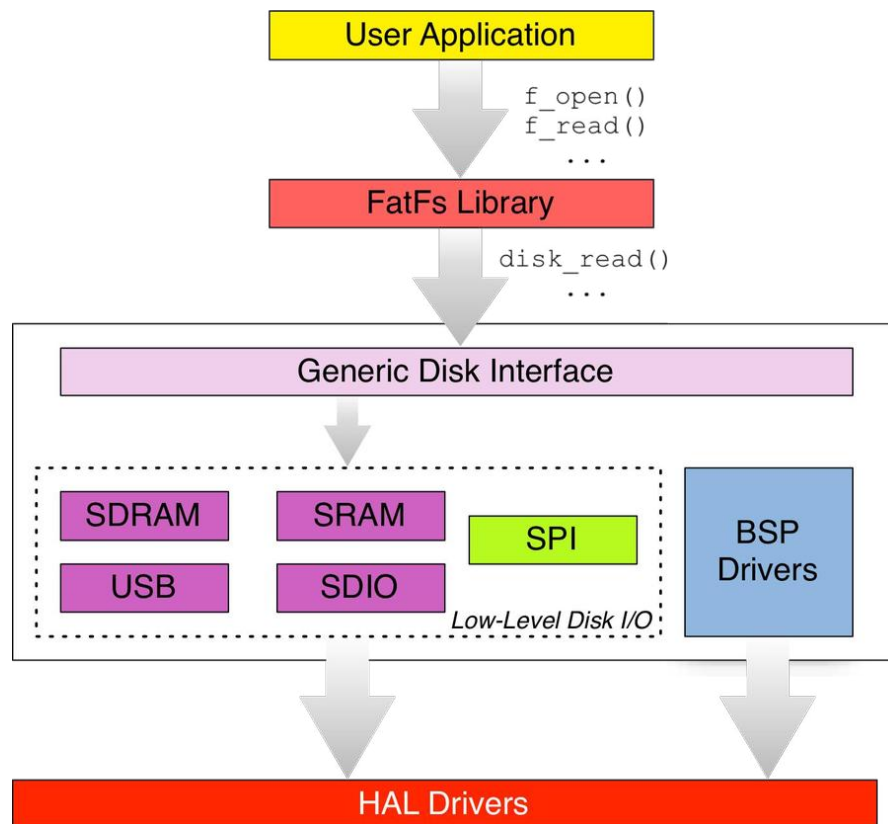 User Application
f_open()
f_read()
...
FatFs Library
disk_read()
...
Generic Disk Interface
SDRAM
SRAM
SPI
USB
SDIO
Low-Level Disk I/O
BSP
Drivers
HAL Drivers